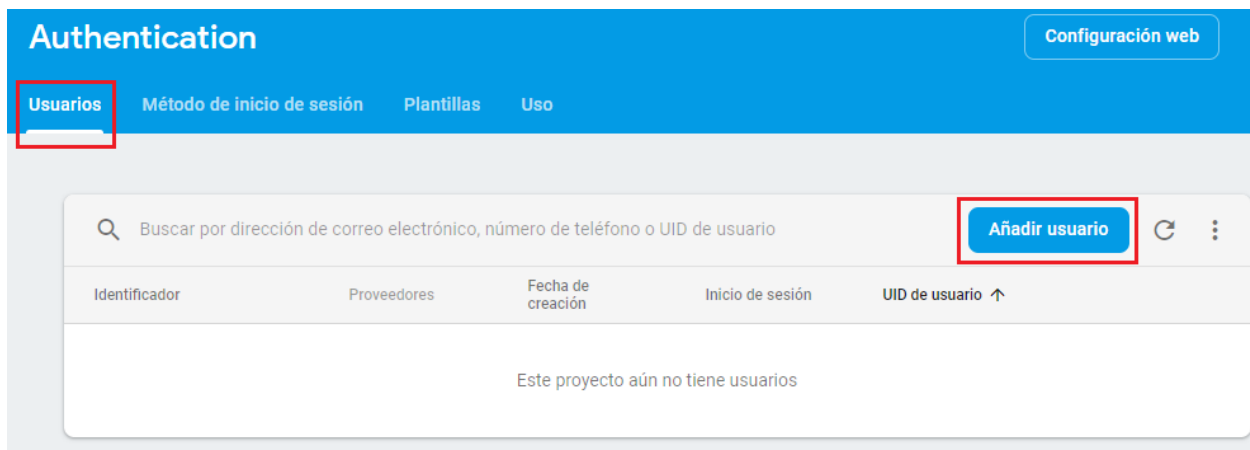 Authentication
Configuración web
Usuarios Método de inicio de sesión Plantillas Uso
Buscar por dirección de correo electrónico, número de teléfono o UID de usuario Añadir usuario
Identificador Proveedores Fecha de creación Inicio de sesión UID de usuario
Este proyecto aún no tiene usuarios